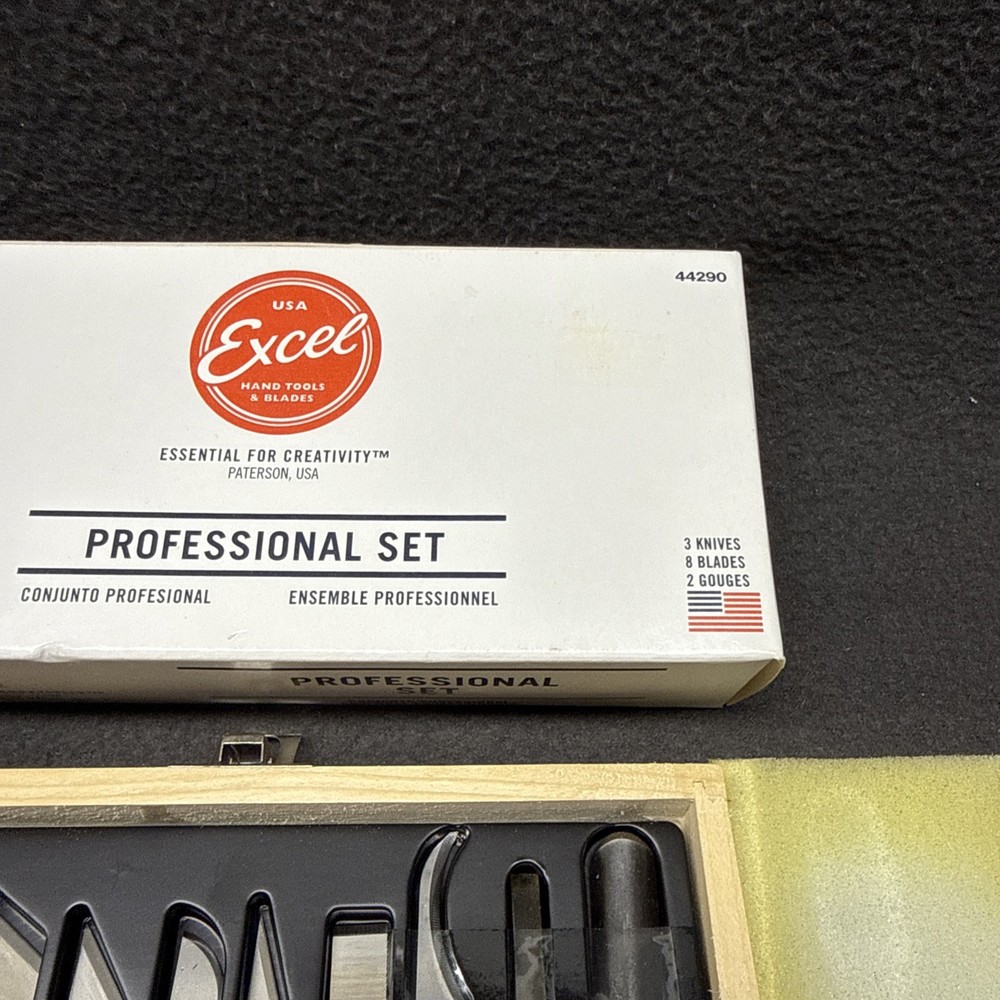 44290
USA
Excel
HAND TOOLS
& BLADES
ESSENTIAL FOR CREATIVITY™
PATERSON, USA
PROFESSIONAL SET
CONJUNTO PROFESIONAL
ENSEMBLE PROFESSIONNEL
3 KNIVES
8 BLADES
2 GOUGES
PROFESSIONAL
SET